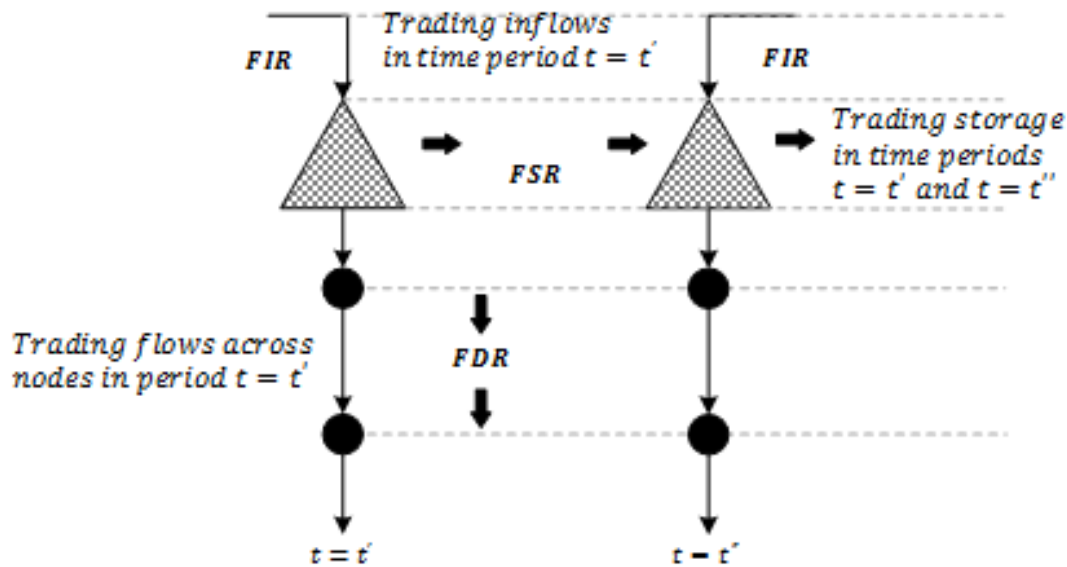 Trading inflows
in time period t = t'
FIR
FIR
Trading storage
in time periods
t = t' and t = t''
FSR
Trading flows across
nodes in period t = t'
FDR
t = t'
t = t''